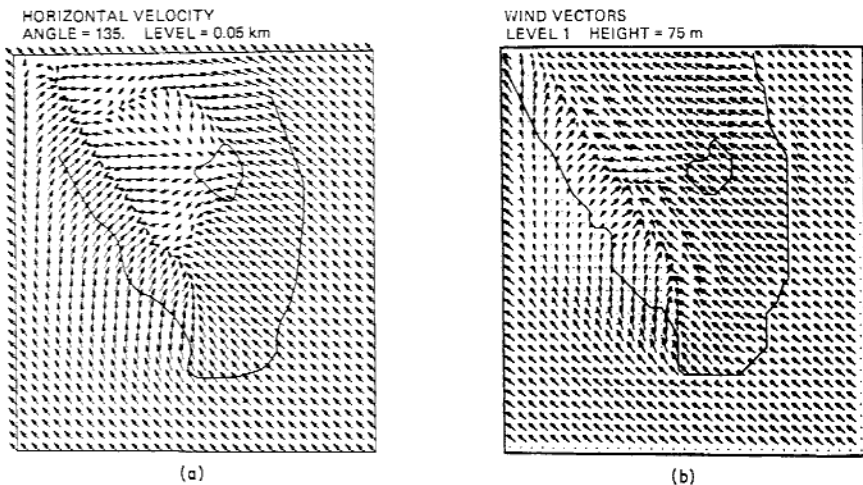 HORIZONTAL VELOCITY
ANGLE = 135. LEVEL = 0.05 km
(a)
WIND VECTORS
LEVEL 1 HEIGHT = 75 m
(b)